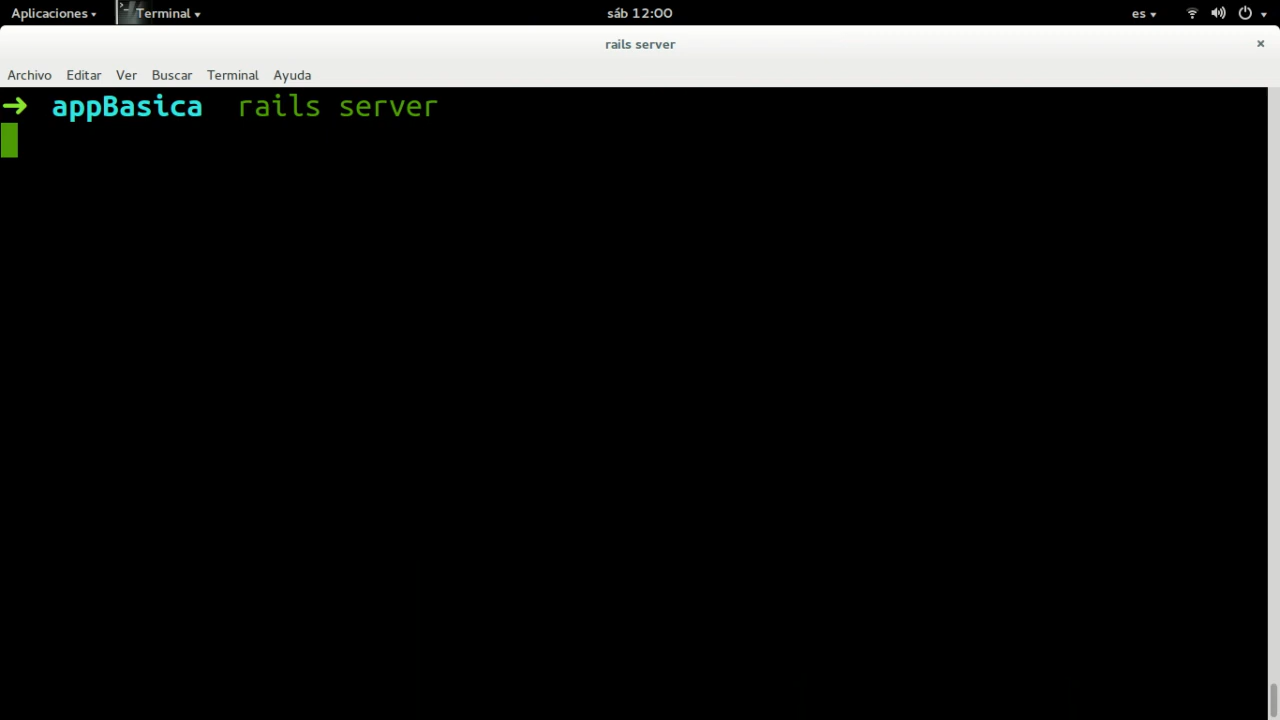 Aplicaciones Terminal sáb 12:00 es
rails server
Archivo Editar Ver Buscar Terminal Ayuda
➜ appBasica rails server